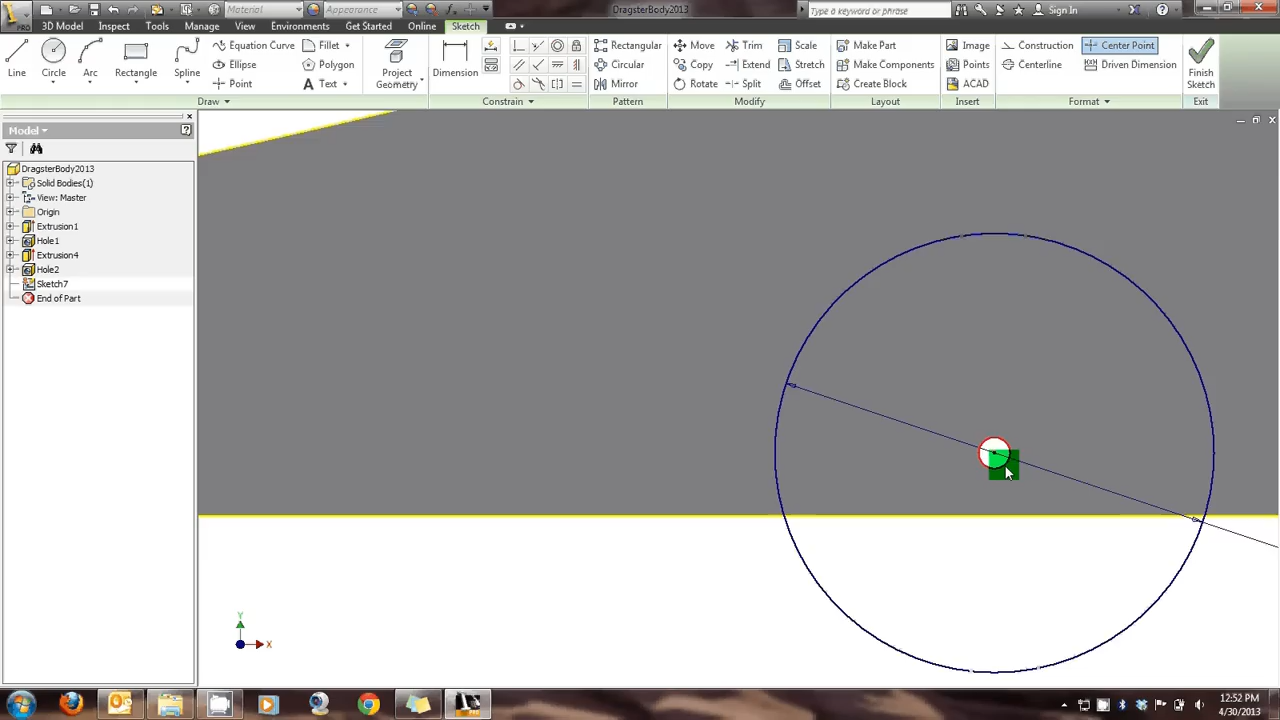 Material
Appearance
DragsterBody2013
Type a keyword or phrase
Sign In
PRO
3D Model Inspect Tools Manage View Environments Get Started Online Sketch
Line
Circle
Arc
Rectangle
Spline
Equation Curve
Ellipse
Point
Fillet
Polygon
Text
Project
Geometry
Dimension
Rectangular
Circular
Mirror
Move
Copy
Rotate
Trim
Extend
Split
Scale
Stretch
Offset
Make Part
Make Components
Create Block
Image
Points
ACAD
Construction
Centerline
Center Point
Driven Dimension
Finish
Sketch
Draw
Constrain
Pattern
Modify
Layout
Insert
Format
Exit
Model
DragsterBody2013
Solid Bodies(1)
View: Master
Origin
Extrusion1
Hole1
Extrusion4
Hole2
Sketch7
End of Part
Y
X
12:52 PM
4/30/2013